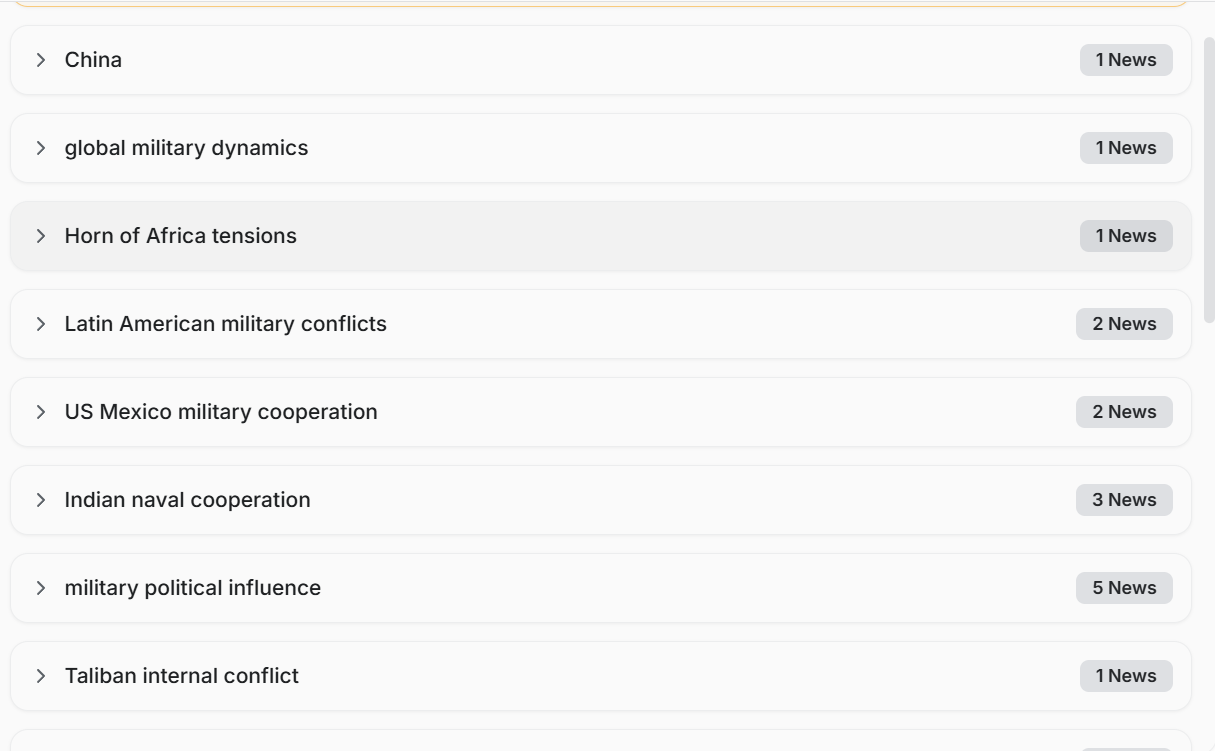 China
1 News
global military dynamics
1 News
Horn of Africa tensions
1 News
Latin American military conflicts
2 News
US Mexico military cooperation
2 News
Indian naval cooperation
3 News
military political influence
5 News
Taliban internal conflict
1 News